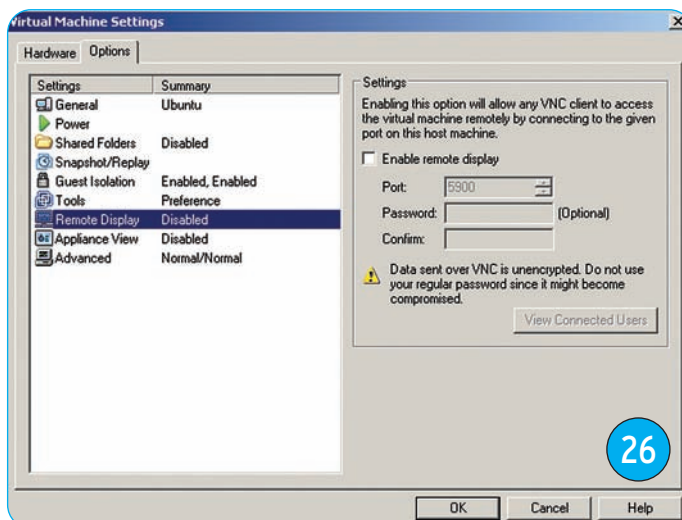 Virtual Machine Settings
Hardware Options
Settings Summary
General Ubuntu
Power
Shared Folders Disabled
Snapshot/Replay
Guest Isolation Enabled, Enabled
Tools Preference
Remote Display Disabled
Appliance View Disabled
Advanced Normal/Normal
Settings
Enabling this option will allow any VNC client to access
the virtual machine remotely by connecting to the given
port on this host machine.
Enable remote display
Port: 5900
Password: (Optional)
Confirm:
Data sent over VNC is unencrypted. Do not use
your regular password since it might become
compromised.
View Connected Users
26
OK Cancel Help